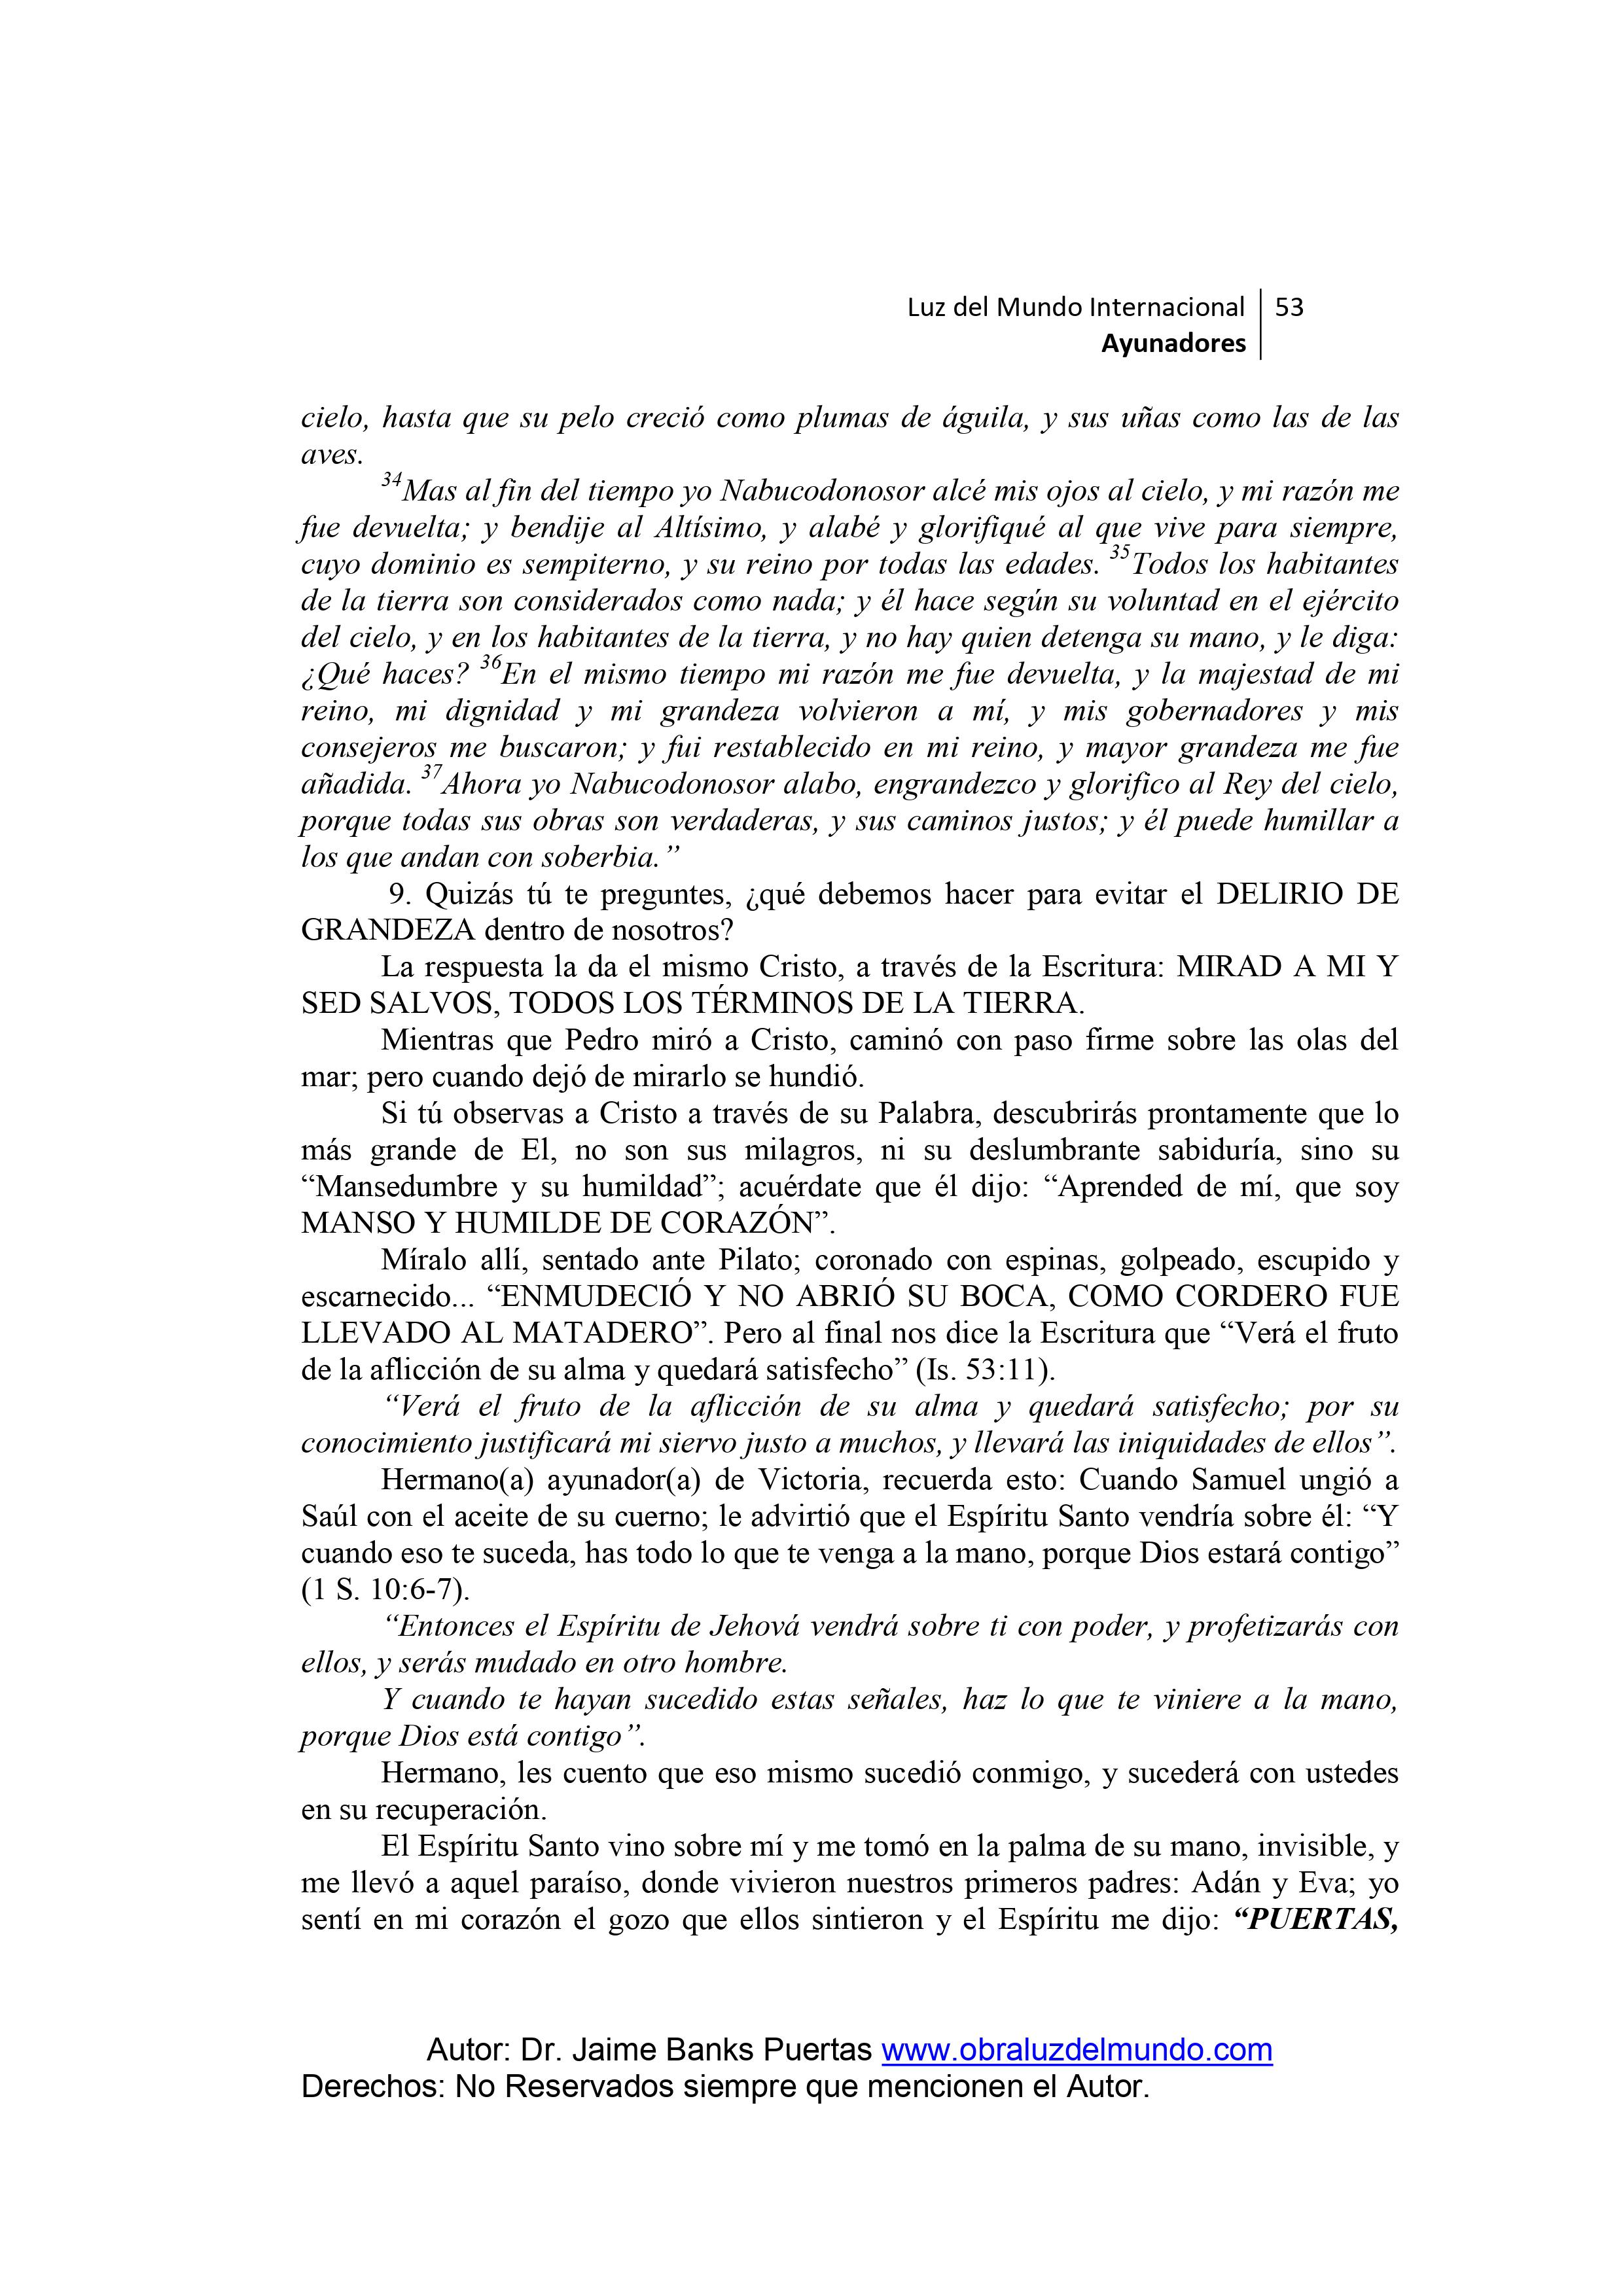 Luz del Mundo Internacional 53
Ayunadores
cielo, hasta que su pelo creció como plumas de águila, y sus uñas como las de las
aves.
34Mas al fin del tiempo yo Nabucodonosor alcé mis ojos al cielo, y mi razón me
fue devuelta; y bendije al Altísimo, y alabé y glorifiqué al que vive para siempre,
cuyo dominio es sempiterno, y su reino por todas las edades. 35Todos los habitantes
de la tierra son considerados como nada; y él hace según su voluntad en el ejército
del cielo, y en los habitantes de la tierra, y no hay quien detenga su mano, y le diga:
¿Qué haces? 36En el mismo tiempo mi razón me fue devuelta, y la majestad de mi
reino, mi dignidad y mi grandeza volvieron a mí, y mis gobernadores y mis
consejeros me buscaron; y fui restablecido en mi reino, y mayor grandeza me fue
añadida. 37Ahora yo Nabucodonosor alabo, engrandezco y glorifico al Rey del cielo,
porque todas sus obras son verdaderas, y sus caminos justos; y él puede humillar a
los que andan con soberbia.”
9. Quizás tú te preguntes, ¿qué debemos hacer para evitar el DELIRIO DE
GRANDEZA dentro de nosotros?
La respuesta la da el mismo Cristo, a través de la Escritura: MIRAD A MI Y
SED SALVOS, TODOS LOS TÉRMINOS DE LA TIERRA.
Mientras que Pedro miró a Cristo, caminó con paso firme sobre las olas del
mar; pero cuando dejó de mirarlo se hundió.
Si tú observas a Cristo a través de su Palabra, descubrirás prontamente que lo
más grande de El, no son sus milagros, ni su deslumbrante sabiduría, sino su
“Mansedumbre y su humildad”; acuérdate que él dijo: “Aprended de mí, que soy
MANSO Y HUMILDE DE CORAZÓN”.
Míralo allí, sentado ante Pilato; coronado con espinas, golpeado, escupido y
escarnecido... “ENMUDECIÓ Y NO ABRIÓ SU BOCA, COMO CORDERO FUE
LLEVADO AL MATADERO”. Pero al final nos dice la Escritura que “Verá el fruto
de la aflicción de su alma y quedará satisfecho” (Is. 53:11).
“Verá el fruto de la aflicción de su alma y quedará satisfecho; por su
conocimiento justificará mi siervo justo a muchos, y llevará las iniquidades de ellos”.
Hermano(a) ayunador(a) de Victoria, recuerda esto: Cuando Samuel ungió a
Saúl con el aceite de su cuerno; le advirtió que el Espíritu Santo vendría sobre él: “Y
cuando eso te suceda, has todo lo que te venga a la mano, porque Dios estará contigo”
(1 S. 10:6-7).
“Entonces el Espíritu de Jehová vendrá sobre ti con poder, y profetizarás con
ellos, y serás mudado en otro hombre.
Y cuando te hayan sucedido estas señales, haz lo que te viniere a la mano,
porque Dios está contigo”.
Hermano, les cuento que eso mismo sucedió conmigo, y sucederá con ustedes
en su recuperación.
El Espíritu Santo vino sobre mí y me tomó en la palma de su mano, invisible, y
me llevó a aquel paraíso, donde vivieron nuestros primeros padres: Adán y Eva; yo
sentí en mi corazón el gozo que ellos sintieron y el Espíritu me dijo: “PUERTAS,
Autor: Dr. Jaime Banks Puertas www.obraluzdelmundo.com
Derechos: No Reservados siempre que mencionen el Autor.